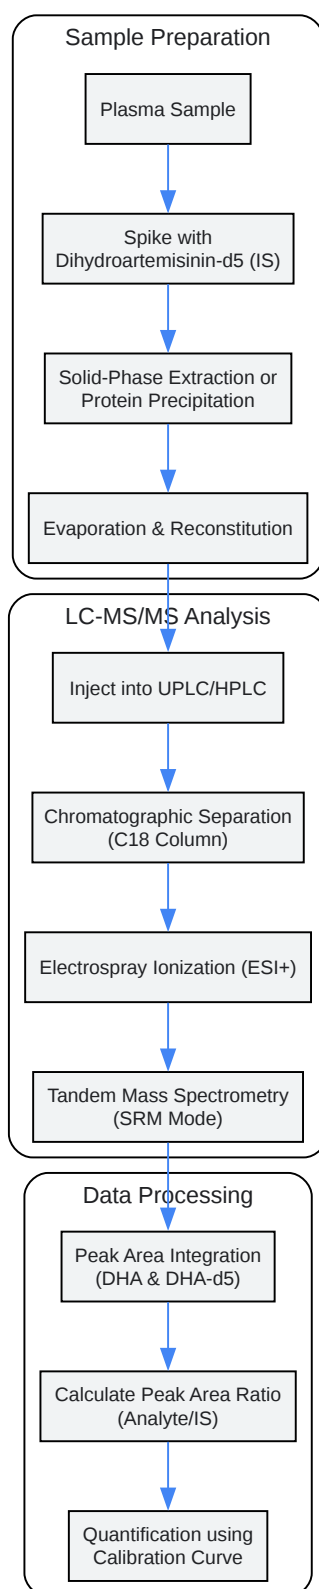 Sample Preparation
Plasma Sample
Spike with
Dihydroartemisinin-d5 (IS)
Solid-Phase Extraction or
Protein Precipitation
Evaporation & Reconstitution
LC-MS/MS Analysis
Inject into UPLC/HPLC
Chromatographic Separation
(C18 Column)
Electrospray Ionization (ESI+)
Tandem Mass Spectrometry
(SRM Mode)
Data Processing
Peak Area Integration
(DHA & DHA-d5)
Calculate Peak Area Ratio
(Analyte/IS)
Quantification using
Calibration Curve